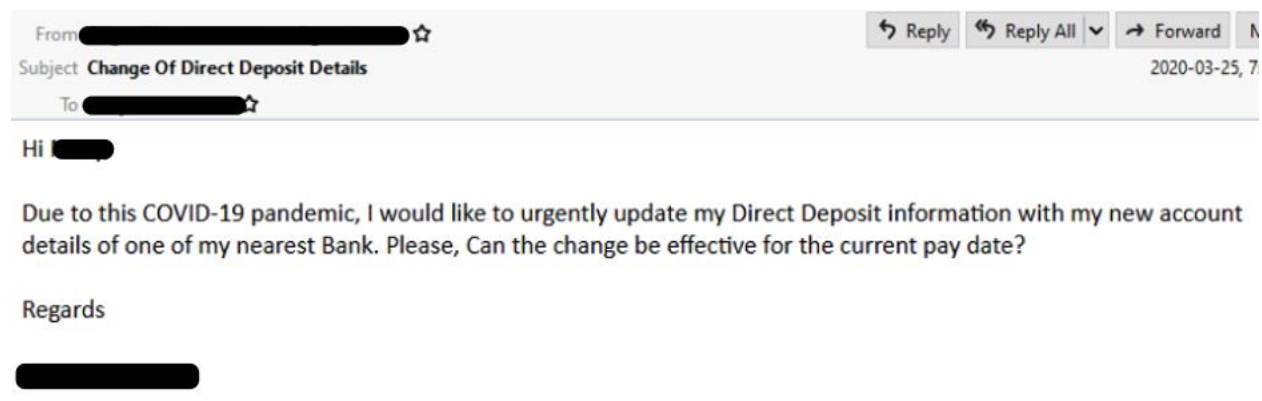 From Reply Reply All Forward
Subject Change Of Direct Deposit Details 2020-03-25,
To
Hi
Due to this COVID-19 pandemic, I would like to urgently update my Direct Deposit information with my new account
details of one of my nearest Bank. Please, Can the change be effective for the current pay date?
Regards